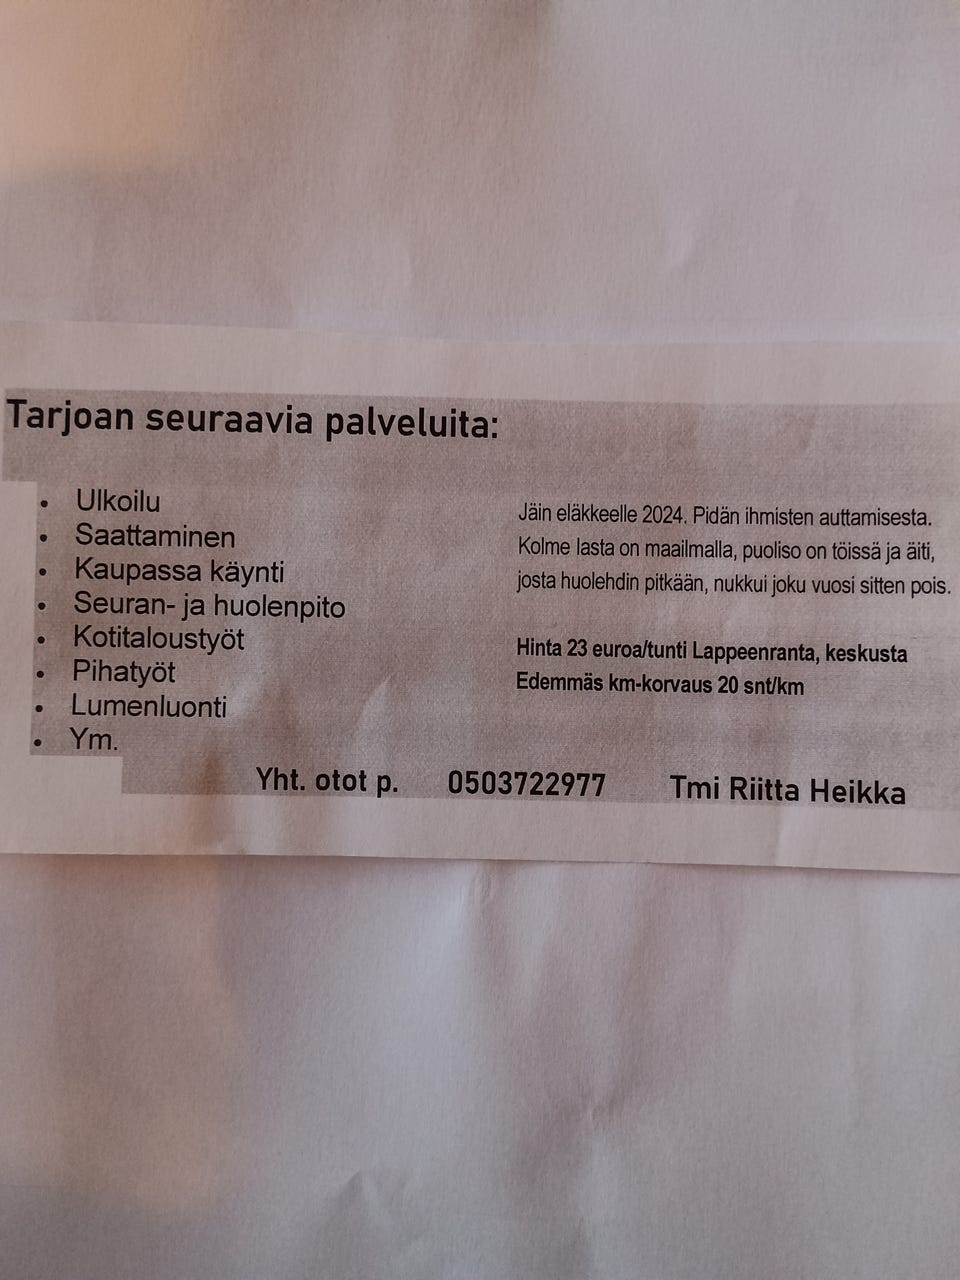 Tarjoan seuraavia palveluita:
• Ulkoilu
• Saattaminen
• Kaupassa käynti
• Seuran- ja huolenpito
• Kotitaloustyöt
• Pihatyöt
• Lumenluonti
• Ym.
Jäin eläkkeelle 2024. Pidän ihmisten auttamisesta.
Kolme lasta on maailmalla, puoliso on töissä ja äiti,
josta huolehdin pitkään, nukkui joku vuosi sitten pois.
Hinta 23 euroa/tunti Lappeenranta, keskusta
Edemmäs km-korvaus 20 snt/km
Yht. otot p. 0503722977 Tmi Riitta Heikka